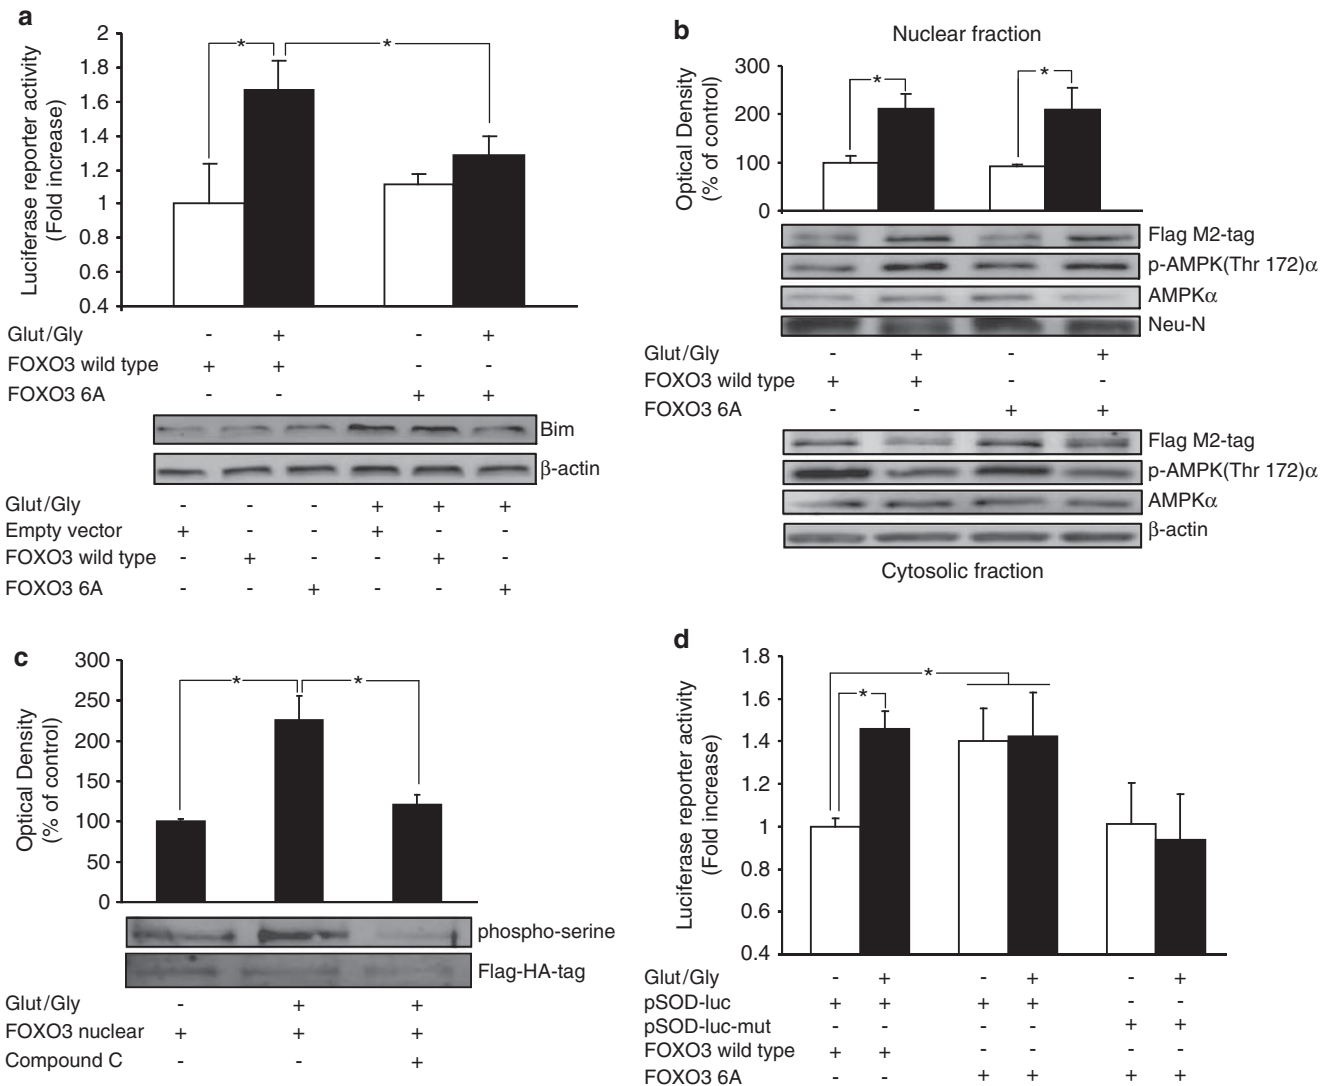 a
Luciferase reporter activity
(Fold increase)
2
1.8
1.6
1.4
1.2
1
0.8
0.6
0.4
* *
Glut/Gly - + - +
FOXO3 wild type + + - -
FOXO3 6A - - + +
Bim
β-actin
Glut/Gly - - - + + +
Empty vector + - - + - -
FOXO3 wild type - + - - + -
FOXO3 6A - - + - - +
b
Nuclear fraction
Optical Density
(% of control)
300
200
100
0
* *
Flag M2-tag
p-AMPK(Thr 172)α
AMPKα
Neu-N
Glut/Gly - + - +
FOXO3 wild type + + - -
FOXO3 6A - - + +
Flag M2-tag
p-AMPK(Thr 172)α
AMPKα
β-actin
Cytosolic fraction
c
Optical Density
(% of control)
300
250
200
150
100
50
0
* *
phospho-serine
Flag-HA-tag
Glut/Gly - + +
FOXO3 nuclear + + +
Compound C - - +
d
Luciferase reporter activity
(Fold increase)
1.8
1.6
1.4
1.2
1
0.8
0.6
0.4
*
*
Glut/Gly - + - + - +
pSOD-luc + + + + - -
pSOD-luc-mut - - - - + +
FOXO3 wild type + + - - - -
FOXO3 6A - - + + + +